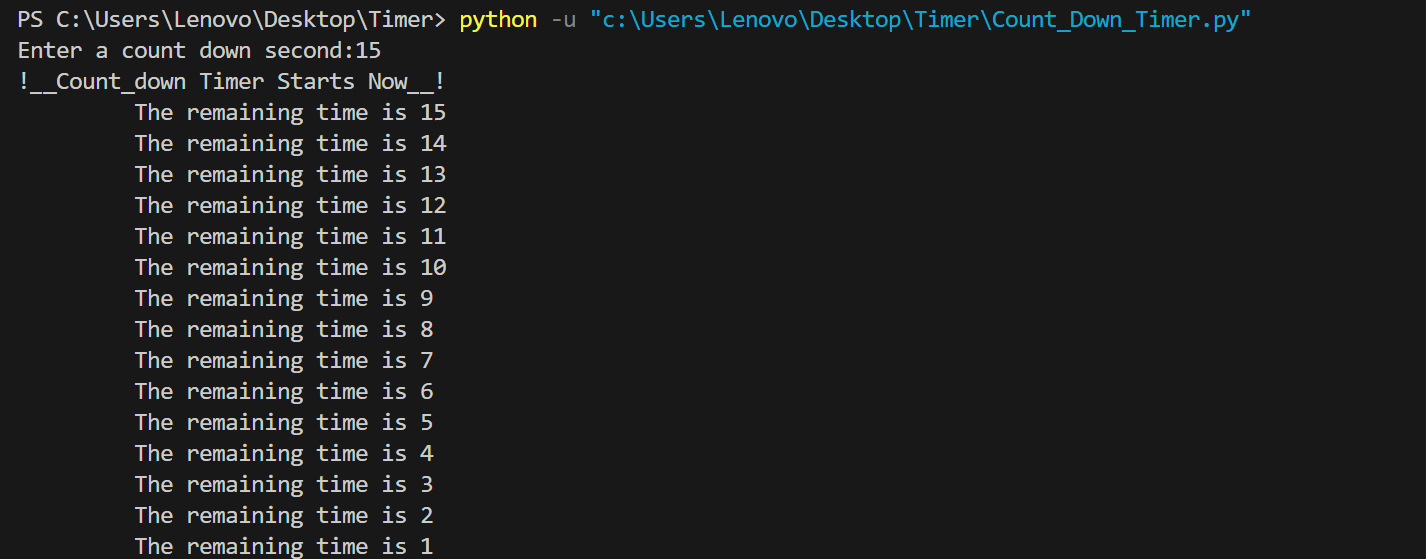 PS C:\Users\Lenovo\Desktop\Timer> python -u "c:\Users\Lenovo\Desktop\Timer\Count_Down_Timer.py"
Enter a count down second:15
!__Count_down Timer Starts Now__!
The remaining time is 15
The remaining time is 14
The remaining time is 13
The remaining time is 12
The remaining time is 11
The remaining time is 10
The remaining time is 9
The remaining time is 8
The remaining time is 7
The remaining time is 6
The remaining time is 5
The remaining time is 4
The remaining time is 3
The remaining time is 2
The remaining time is 1